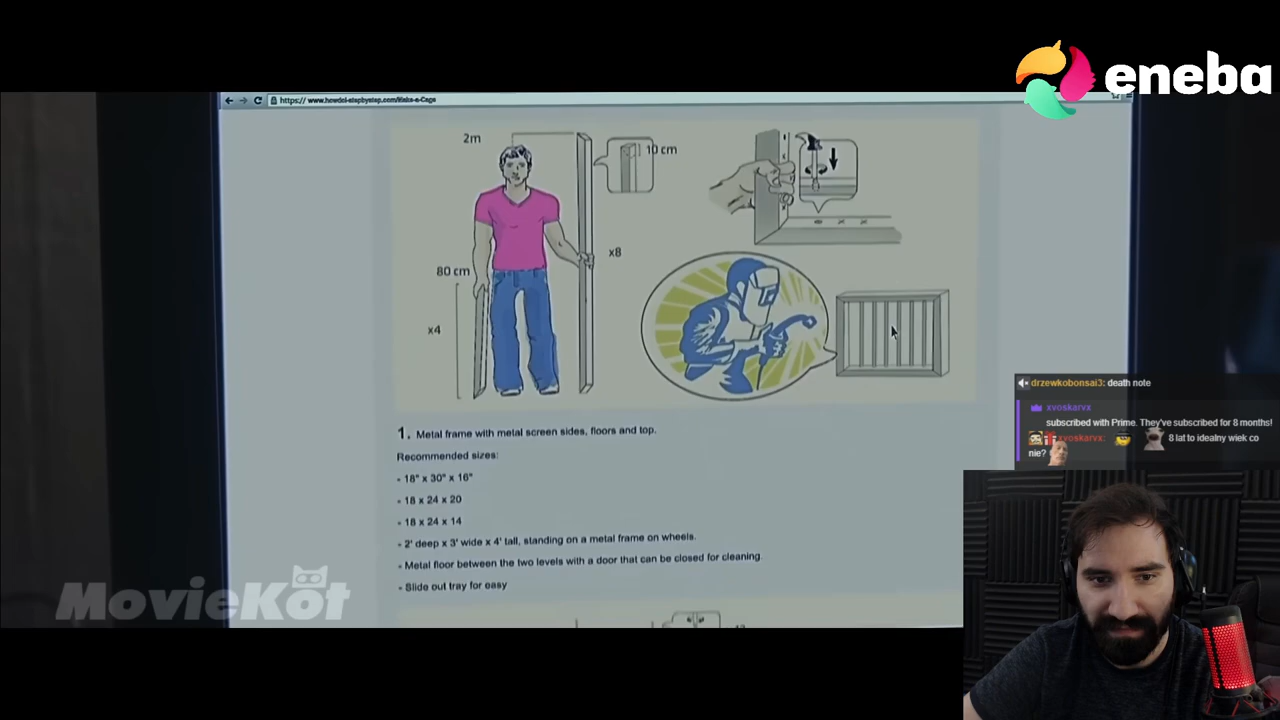 eneba
https:// www.howdoi-stepbystep.com/Make-a-Cage
2m
10 cm
x8
80 cm
x4
1. Metal frame with metal screen sides, floors and top.
Recommended sizes:
- 18" x 30" x 16"
- 18 x 24 x 20
- 18 x 24 x 14
- 2' deep x 3' wide x 4' tall, standing on a metal frame on wheels.
- Metal floor between the two levels with a door that can be closed for cleaning.
- Slide out tray for easy
drzewkobonsai3: death note
xvoskarvx
subscribed with Prime. They've subscribed for 8 months!
xvoskarvx: 8 lat to idealny wiek co
nie?
MovieKot